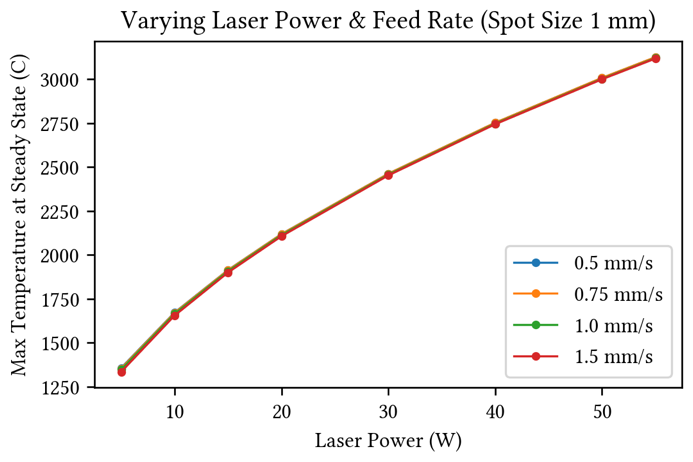 Varying Laser Power & Feed Rate (Spot Size 1 mm)
Max Temperature at Steady State (C)
3000
2750
2500
2250
2000
1750
1500
1250
0.5 mm/s
0.75 mm/s
1.0 mm/s
1.5 mm/s
10 20 30 40 50
Laser Power (W)